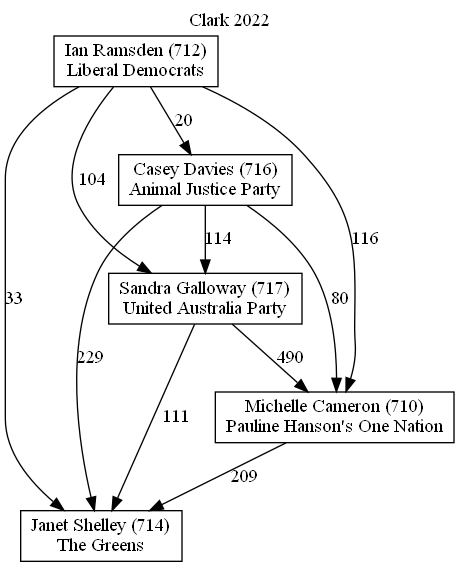 Clark 2022
Ian Ramsden (712)
Liberal Democrats
20
Casey Davies (716)
Animal Justice Party
104
116
114
Sandra Galloway (717)
United Australia Party
33
80
229
490
Michelle Cameron (710)
Pauline Hanson's One Nation
111
209
Janet Shelley (714)
The Greens